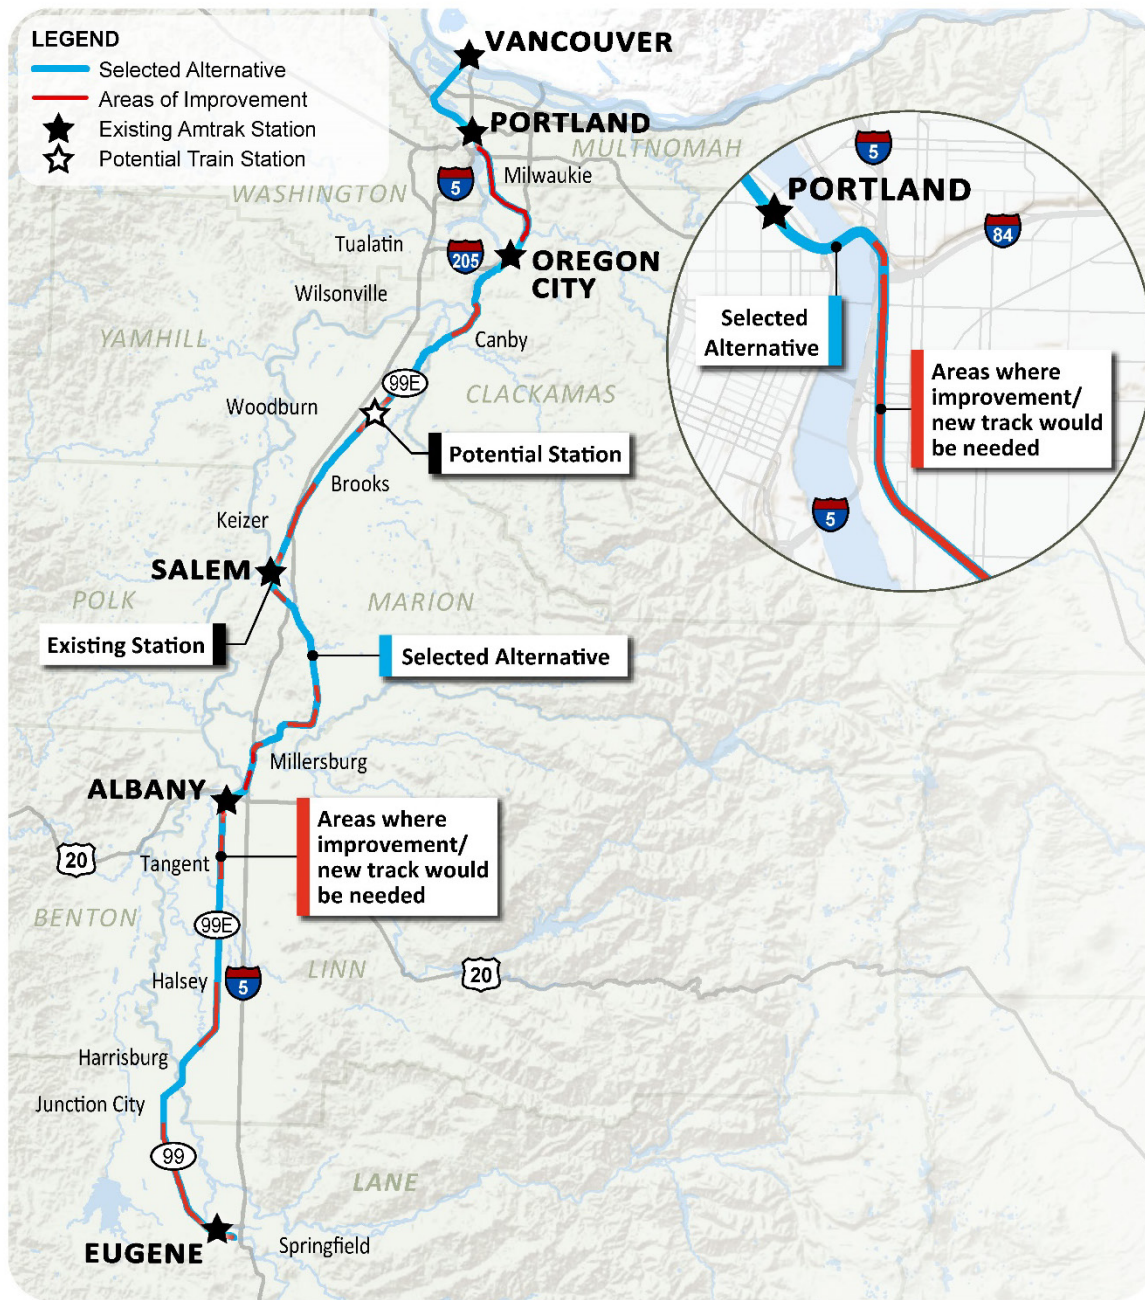 LEGEND
Selected Alternative
Areas of Improvement
Existing Amtrak Station
Potential Train Station
VANCOUVER
PORTLAND
MULTNOMAH
WASHINGTON
5
Milwaukie
Tualatin
205
OREGON
CITY
Wilsonville
YAMHILL
Canby
99E
CLACKAMAS
Woodburn
Potential Station
Brooks
Keizer
SALEM
POLK
MARION
Existing Station
Selected Alternative
Millersburg
ALBANY
Areas where
improvement/
new track would
be needed
20
Tangent
BENTON
99E
LINN
20
Halsey
5
Harrisburg
Junction City
99
LANE
EUGENE
Springfield
5
PORTLAND
84
Selected
Alternative
Areas where
improvement/
new track would
be needed
5